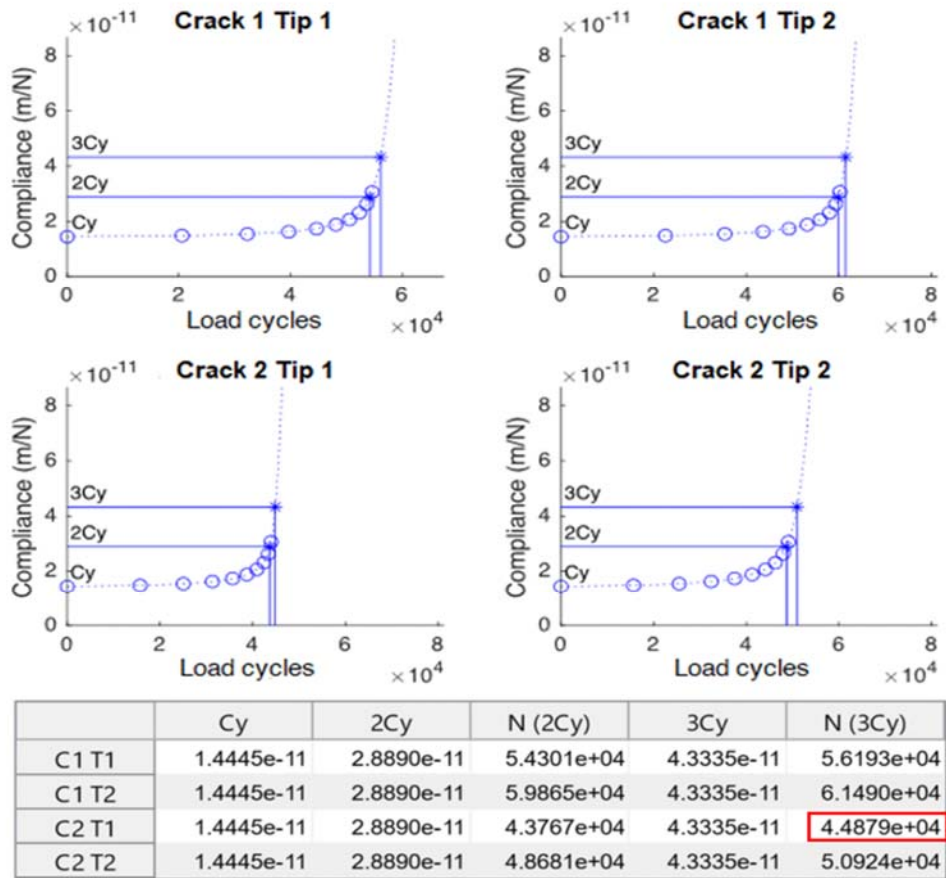 × 10⁻¹¹ Crack 1 Tip 1
8
6
4
2
0
3Cy
2Cy
Cy
Compliance (m/N)
0 2 4 6
Load cycles
× 10⁴
× 10⁻¹¹ Crack 1 Tip 2
8
6
4
2
0
3Cy
2Cy
Cy
Compliance (m/N)
0 2 4 6 8
Load cycles
× 10⁴
× 10⁻¹¹ Crack 2 Tip 1
8
6
4
2
0
3Cy
2Cy
Cy
Compliance (m/N)
0 2 4 6 8
Load cycles
× 10⁴
× 10⁻¹¹ Crack 2 Tip 2
8
6
4
2
0
3Cy
2Cy
Cy
Compliance (m/N)
0 2 4 6 8
Load cycles
× 10⁴
Cy 2Cy N (2Cy) 3Cy N (3Cy)
C1 T1 1.4445e-11 2.8890e-11 5.4301e+04 4.3335e-11 5.6193e+04
C1 T2 1.4445e-11 2.8890e-11 5.9865e+04 4.3335e-11 6.1490e+04
C2 T1 1.4445e-11 2.8890e-11 4.3767e+04 4.3335e-11 4.4879e+04
C2 T2 1.4445e-11 2.8890e-11 4.8681e+04 4.3335e-11 5.0924e+04